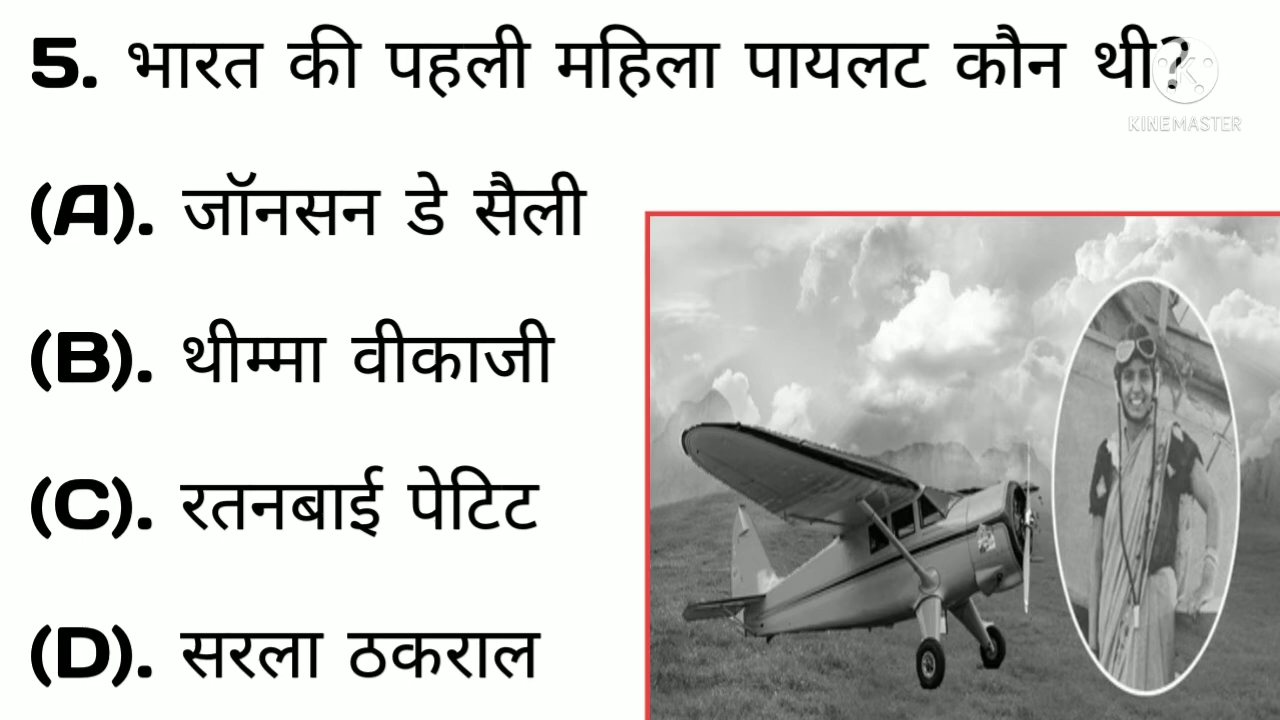 5. भारत की पहली महिला पायलट कौन थी?
KINEMASTER
(A). जॉनसन डे सैली
(B). थीम्मा वीकाजी
(C). रतनबाई पेटिट
(D). सरला ठकराल